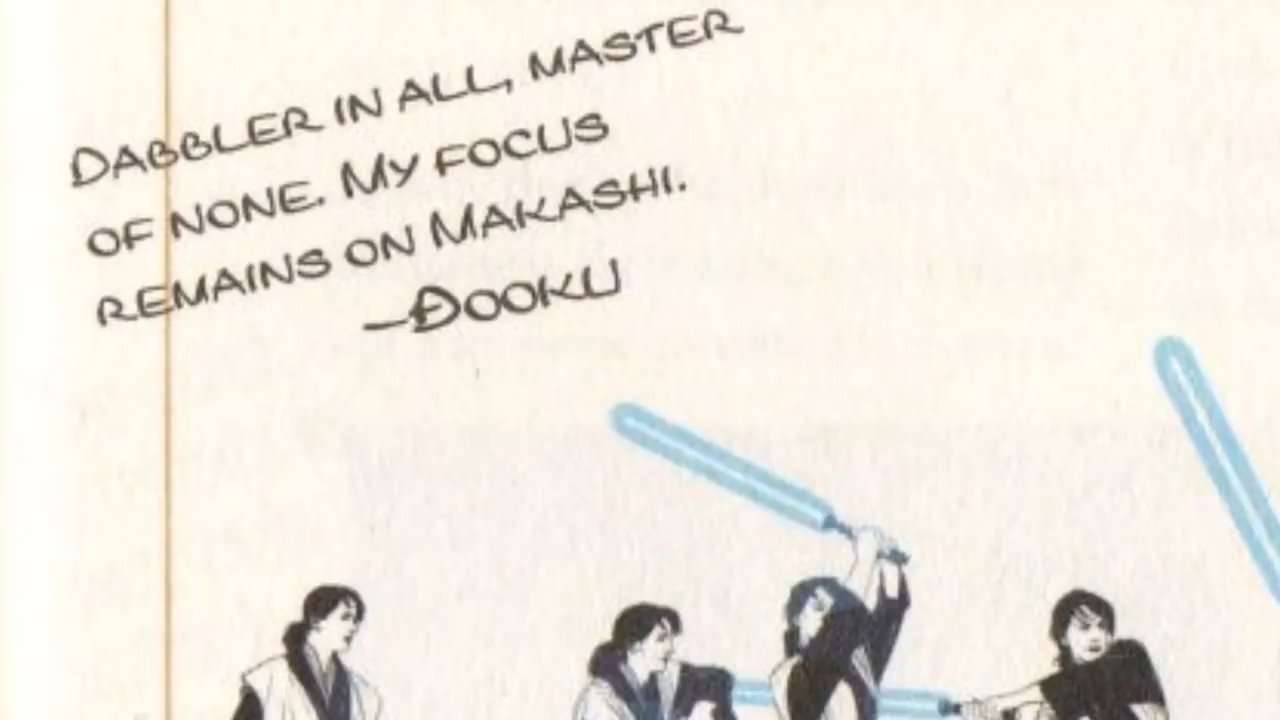 DABBLER IN ALL, MASTER
OF NONE. MY FOCUS
REMAINS ON MAKASHI.
—DOOKU